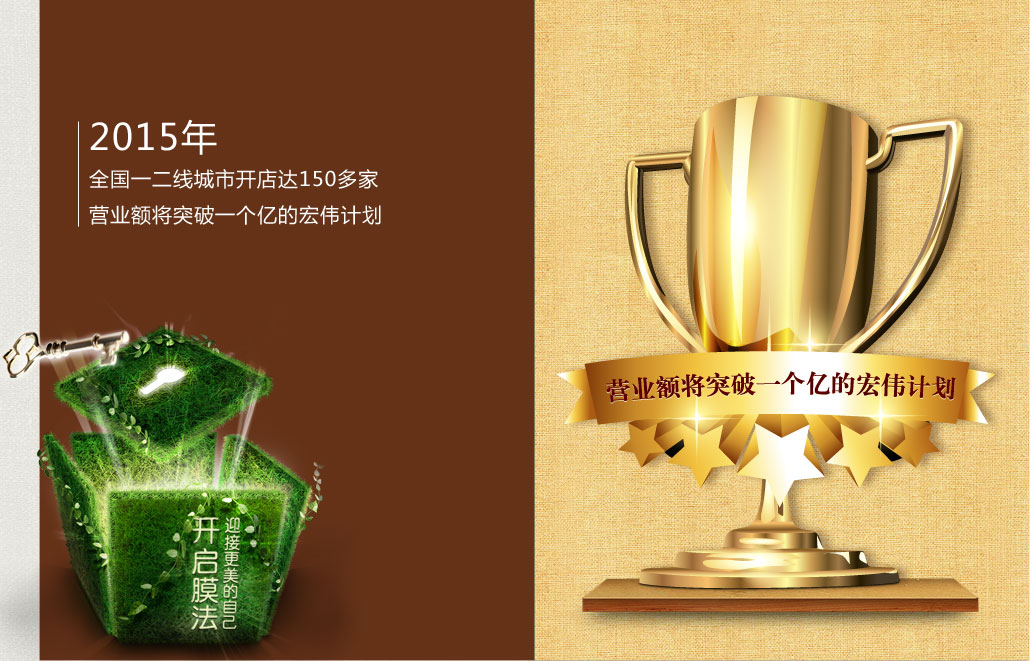 2015年
全国一二线城市开店达150多家
营业额将突破一个亿的宏伟计划
迎接更美的自己
开启膜法
营业额将突破一个亿的宏伟计划